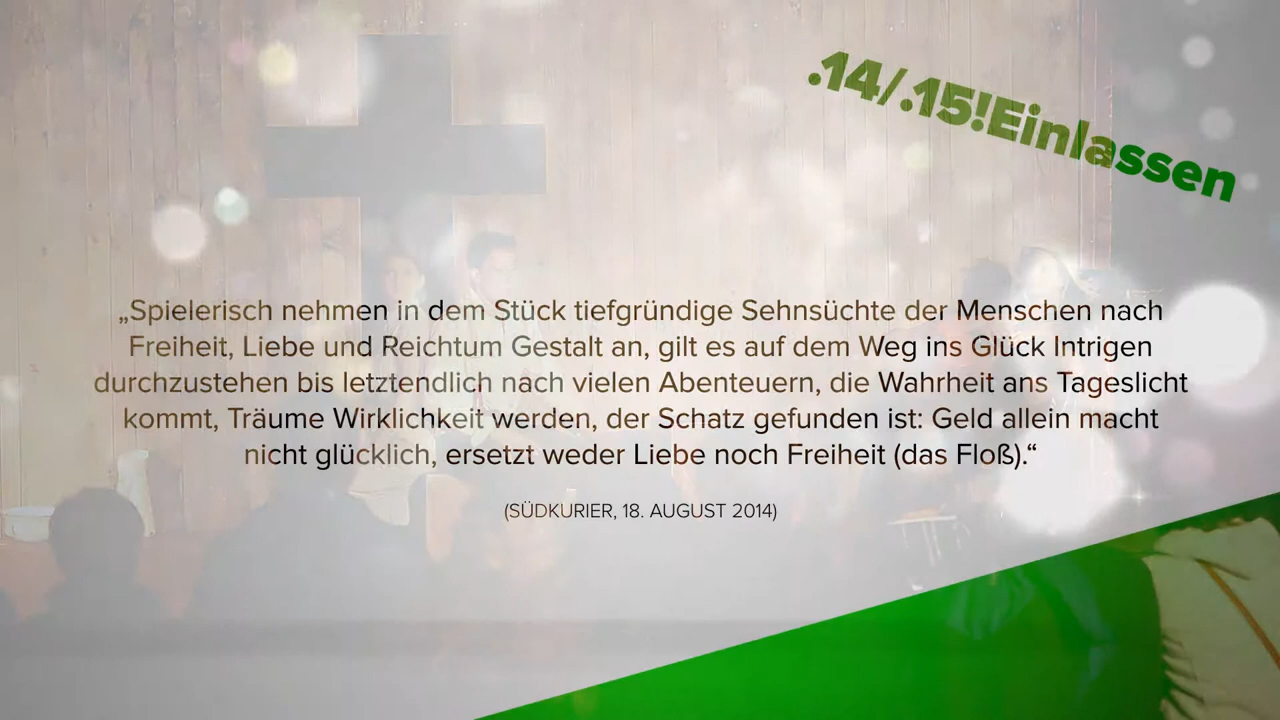 .14/.15!Einlassen
„Spielerisch nehmen in dem Stück tiefgründige Sehnsüchte der Menschen nach
Freiheit, Liebe und Reichtum Gestalt an, gilt es auf dem Weg ins Glück Intrigen
durchzustehen bis letztendlich nach vielen Abenteuern, die Wahrheit ans Tageslicht
kommt, Träume Wirklichkeit werden, der Schatz gefunden ist: Geld allein macht
nicht glücklich, ersetzt weder Liebe noch Freiheit (das Floß).“
(SÜDKURIER, 18. AUGUST 2014)